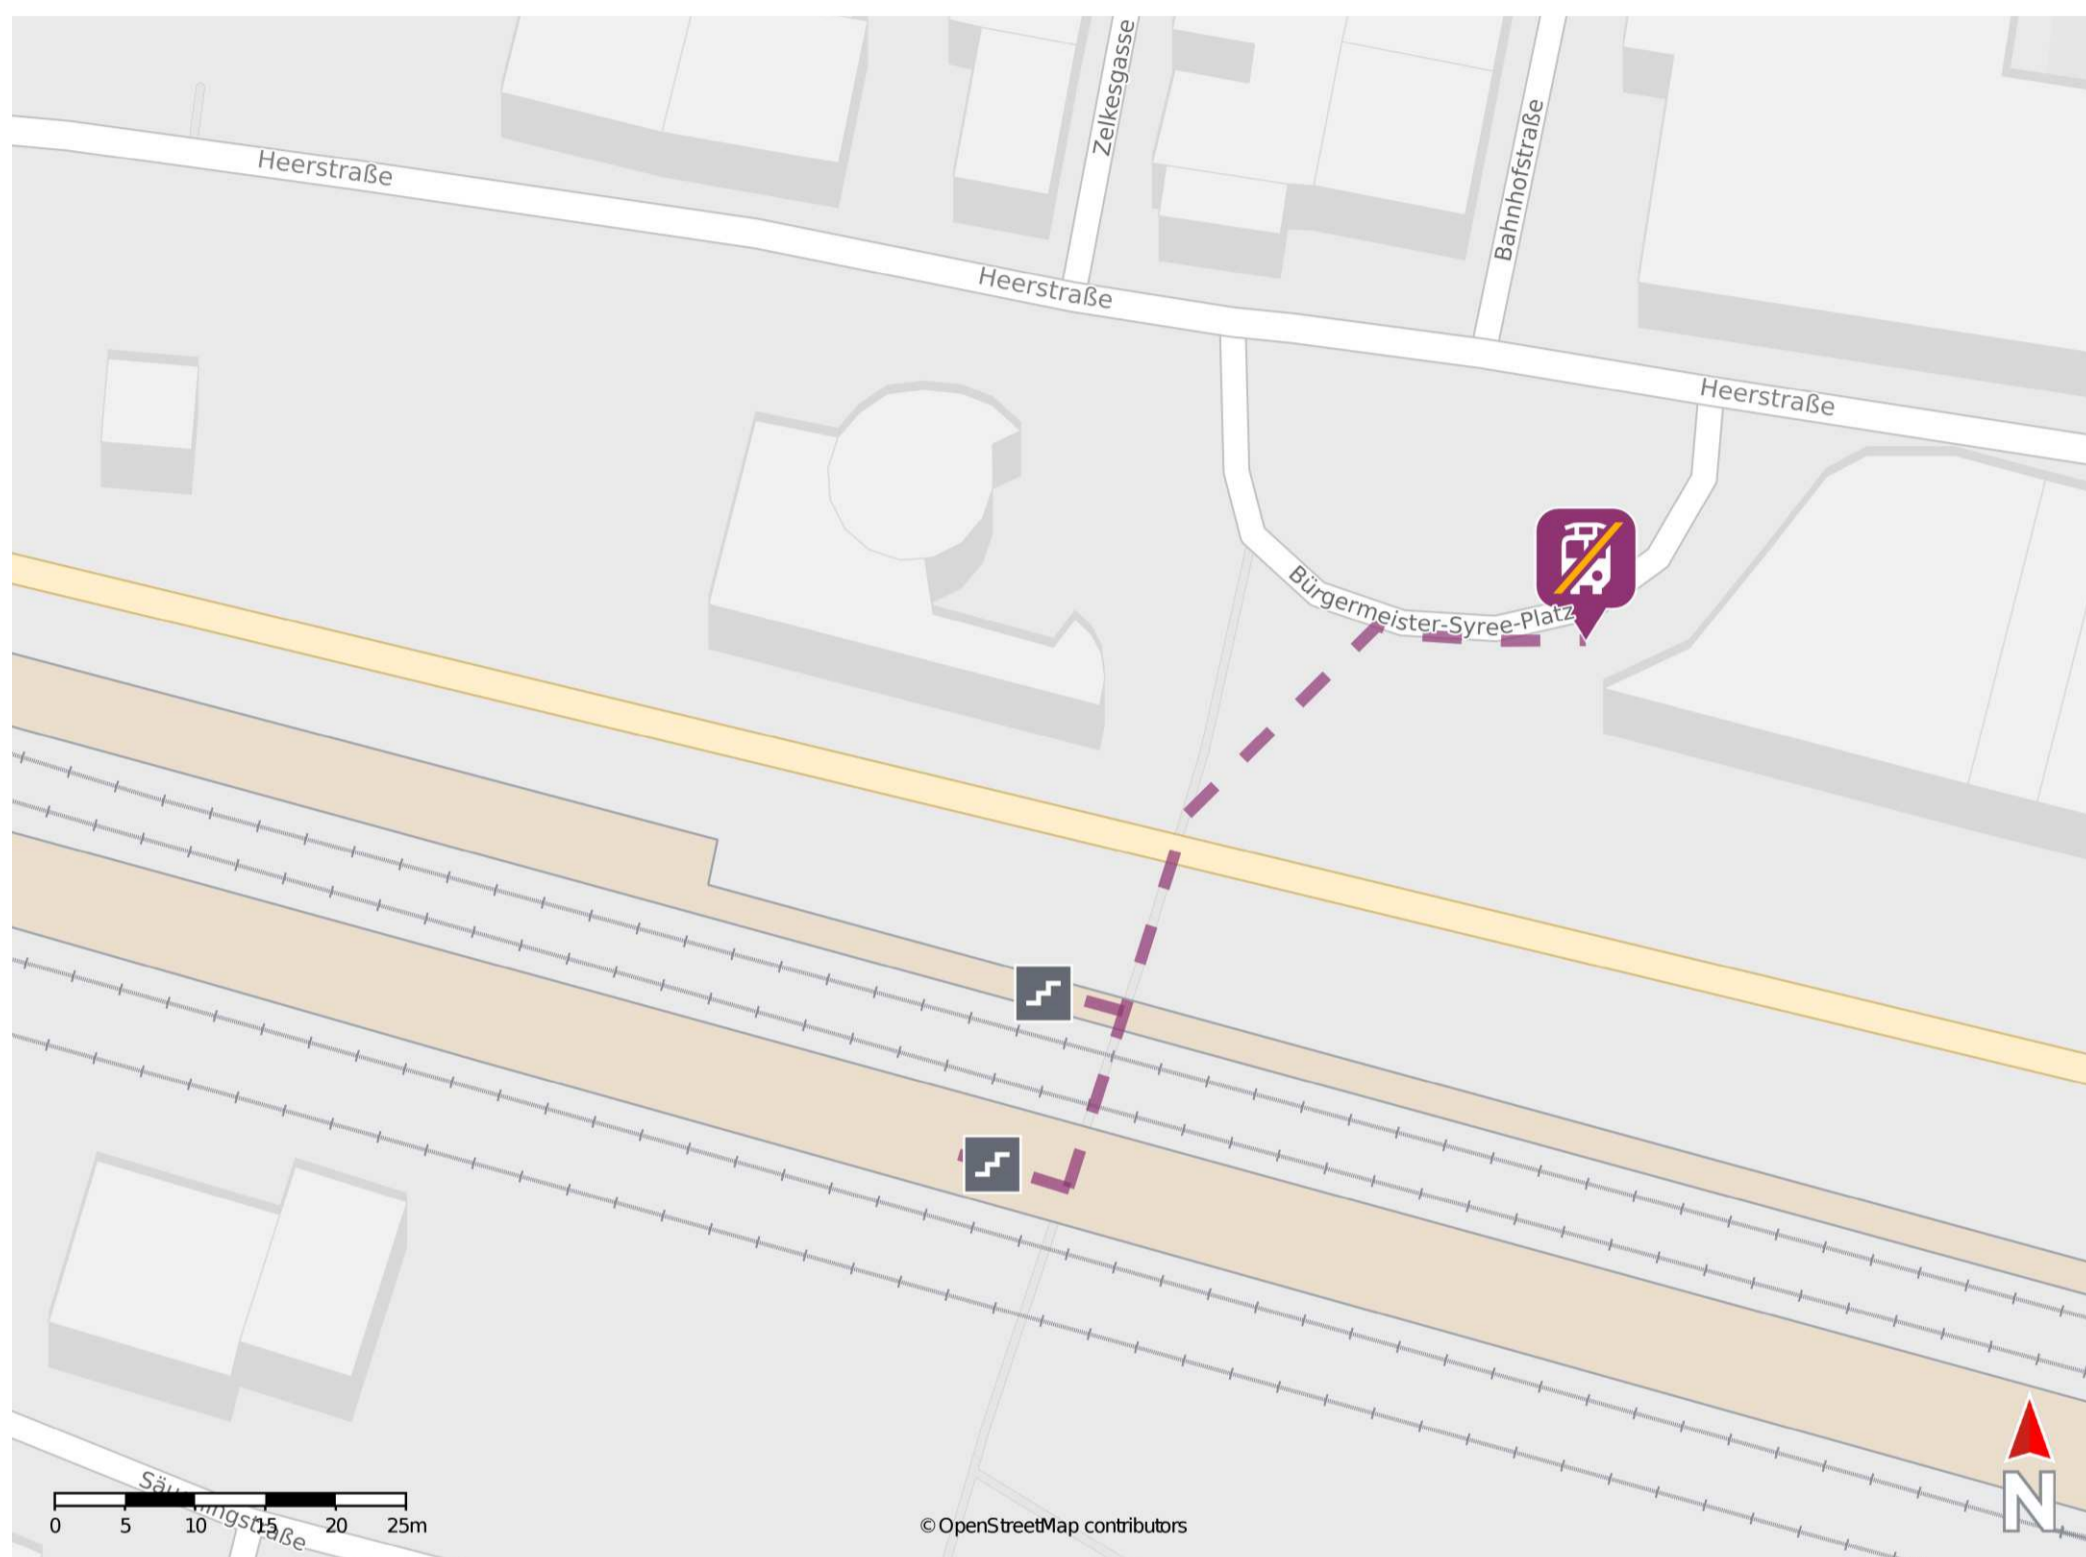 Zelkesgasse
Bahnhofstraße
Heerstraße
Heerstraße
Heerstraße
Bürgermeister-Syree-Platz
0 5 10 15 20 25m
© OpenStreetMap contributors
N